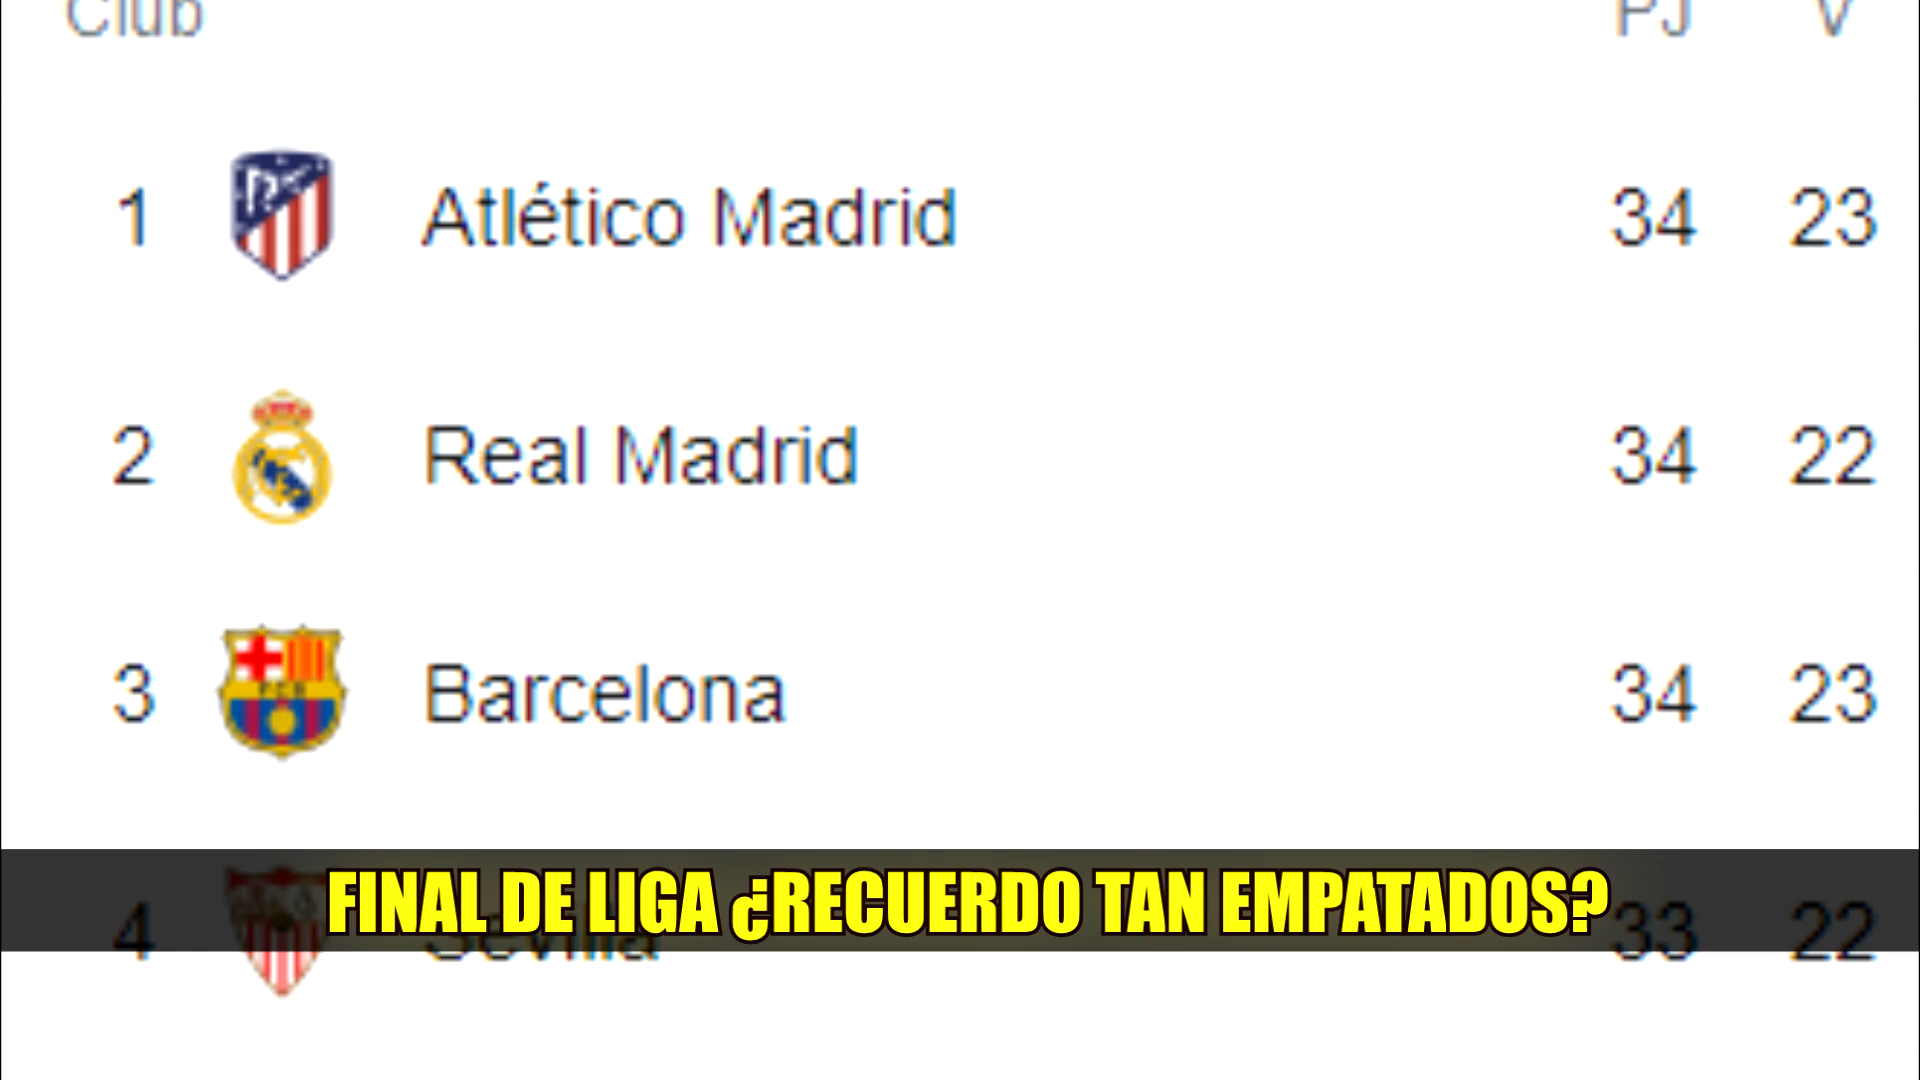 Club PJ V
1 Atlético Madrid 34 23
2 Real Madrid 34 22
3 Barcelona 34 23
4 Sevilla 33 22
FINAL DE LIGA ¿RECUERDO TAN EMPATADOS?